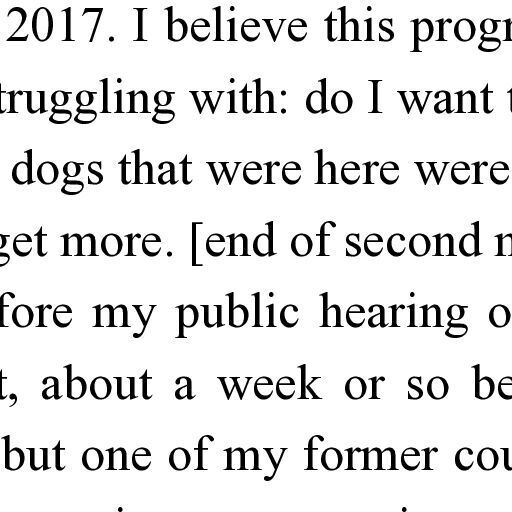 2017. I believe this progr
truggling with: do I want t
dogs that were here were
get more. [end of second
fore my public hearing o
t, about a week or so be
but one of my former cou